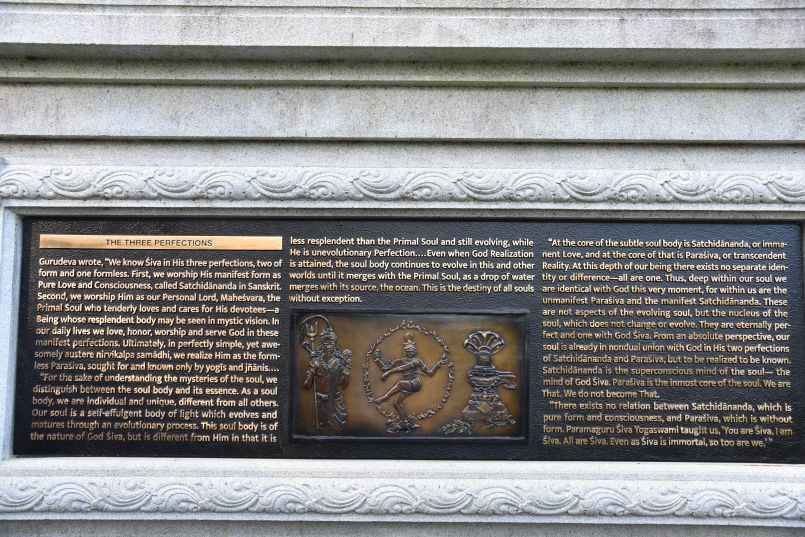 THE THREE PERFECTIONS
Gurudeva wrote, "We know Śiva in His three perfections, two of
form and one formless. First, we worship His manifest form as
Pure Love and Consciousness, called Satchidānanda in Sanskrit.
Second, we worship Him as our Personal Lord, Maheśvara, the
Primal Soul who tenderly loves and cares for His devotees—a
Being whose resplendent body may be seen in mystic vision. In
our daily lives we love, honor, worship and serve God in these
manifest perfections. Ultimately, in perfectly simple, yet awe-
somely austere nirvikalpa samādhi, we realize Him as the form-
less Paraśiva, sought for and known only by yogīs and jñānīs....
"For the sake of understanding the mysteries of the soul, we
distinguish between the soul body and its essence. As a soul
body, we are individual and unique, different from all others.
Our soul is a self-effulgent body of light which evolves and
matures through an evolutionary process. This soul body is of
the nature of God Śiva, but is different from Him in that it is
less resplendent than the Primal Soul and still evolving, while
He is unevolutionary Perfection....Even when God Realization
is attained, the soul body continues to evolve in this and other
worlds until it merges with the Primal Soul, as a drop of water
merges with its source, the ocean. This is the destiny of all souls
without exception.
"At the core of the subtle soul body is Satchidānanda, or imma-
nent Love, and at the core of that is Paraśiva, or transcendent
Reality. At this depth of our being there exists no separate iden-
tity or difference—all are one. Thus, deep within our soul we
are identical with God this very moment, for within us are the
unmanifest Paraśiva and the manifest Satchidānanda. These
are not aspects of the evolving soul, but the nucleus of the
soul, which does not change or evolve. They are eternally per-
fect and one with God Śiva. From an absolute perspective, our
soul is already in nondual union with God in His two perfections
of Satchidānanda and Paraśiva, but to be realized to be known.
Satchidānanda is the superconscious mind of the soul— the
mind of God Śiva. Paraśiva is the inmost core of the soul. We are
That. We do not become That.
"There exists no relation between Satchidānanda, which is
pure form and consciousness, and Paraśiva, which is without
form. Paramaguru Śiva Yogaswami taught us, 'You are Śiva. I am
Śiva. All are Śiva. Even as Śiva is immortal, so too are we.'"